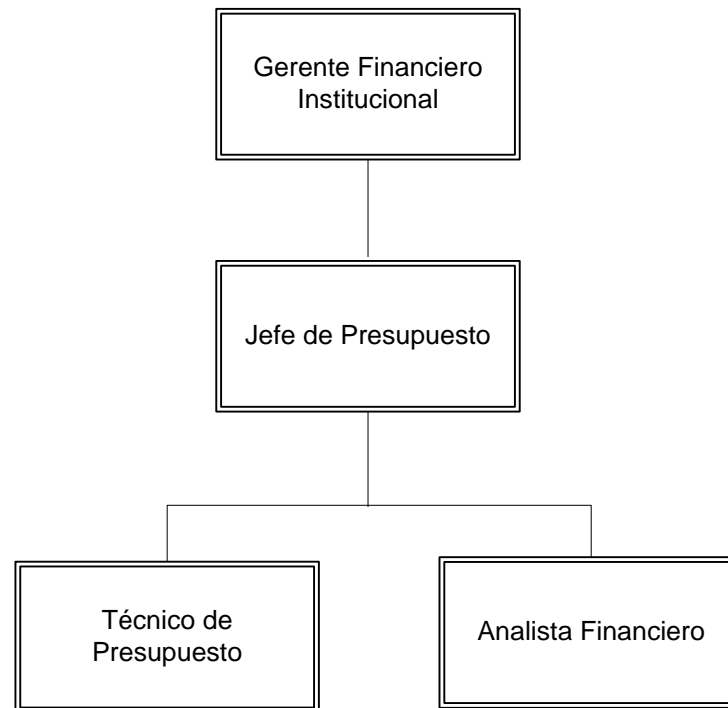 Gerente Financiero
Institucional
Jefe de Presupuesto
Técnico de
Presupuesto
Analista Financiero